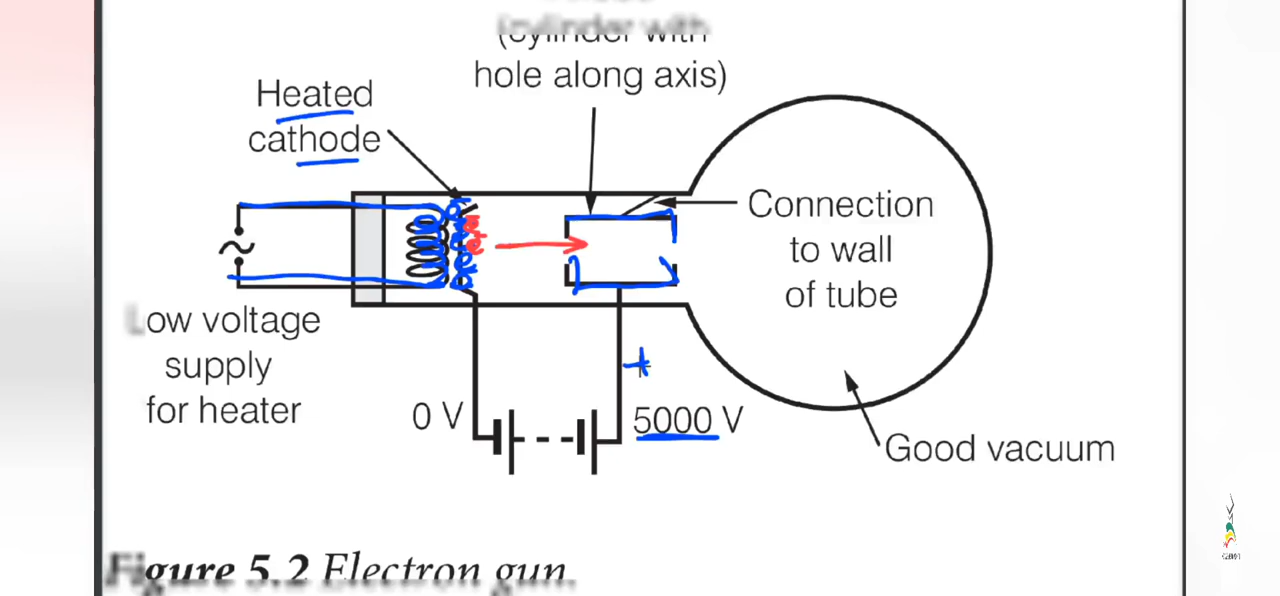 (cylinder with
hole along axis)
Heated
cathode
Connection
to wall
of tube
Low voltage
supply
for heater
0 V
+
5000 V
Good vacuum
Figure 5.2 Electron gun.